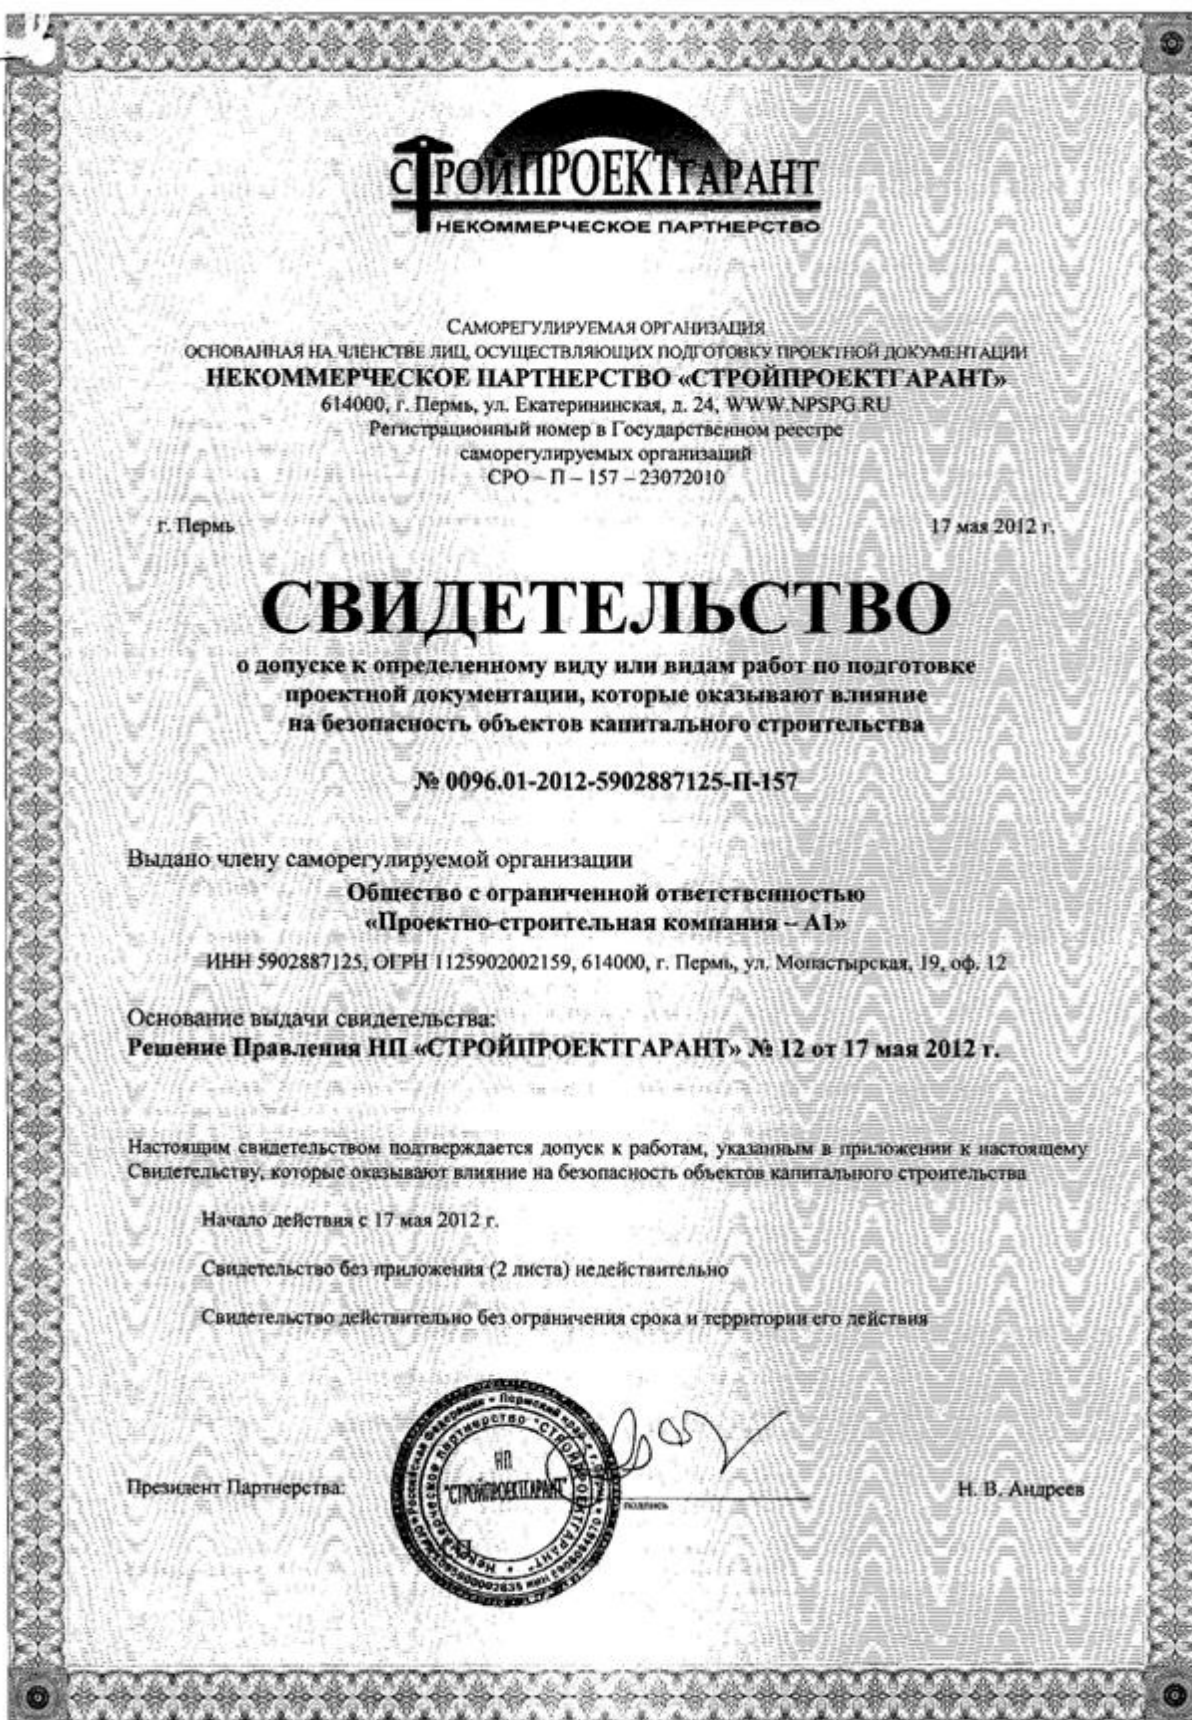 СТРОЙПРОЕКТГАРАНТ
НЕКОММЕРЧЕСКОЕ ПАРТНЕРСТВО
САМОРЕГУЛИРУЕМАЯ ОРГАНИЗАЦИЯ
ОСНОВАННАЯ НА ЧЛЕНСТВЕ ЛИЦ, ОСУЩЕСТВЛЯЮЩИХ ПОДГОТОВКУ ПРОЕКТНОЙ ДОКУМЕНТАЦИИ
НЕКОММЕРЧЕСКОЕ ПАРТНЕРСТВО «СТРОЙПРОЕКТГАРАНТ»
614000, г. Пермь, ул. Екатерининская, д. 24, WWW.NPSPG.RU
Регистрационный номер в Государственном реестре
саморегулируемых организаций
СРО – П – 157 – 23072010
г. Пермь 17 мая 2012 г.
СВИДЕТЕЛЬСТВО
о допуске к определенному виду или видам работ по подготовке
проектной документации, которые оказывают влияние
на безопасность объектов капитального строительства
№ 0096.01-2012-5902887125-П-157
Выдано члену саморегулируемой организации
Общество с ограниченной ответственностью
«Проектно-строительная компания – А1»
ИНН 5902887125, ОГРН 1125902002159, 614000, г. Пермь, ул. Монастырская, 19, оф. 12
Основание выдачи свидетельства:
Решение Правления НП «СТРОЙПРОЕКТГАРАНТ» № 12 от 17 мая 2012 г.
Настоящим свидетельством подтверждается допуск к работам, указанным в приложении к настоящему
Свидетельству, которые оказывают влияние на безопасность объектов капитального строительства
Начало действия с 17 мая 2012 г.
Свидетельство без приложения (2 листа) недействительно
Свидетельство действительно без ограничения срока и территории его действия
Президент Партнерства: Н. В. Андреев
подпись
Российская Федерация • Пермский край
Некоммерческое партнерство "СТРОЙПРОЕКТГАРАНТ"
НП
"СТРОЙПРОЕКТГАРАНТ"